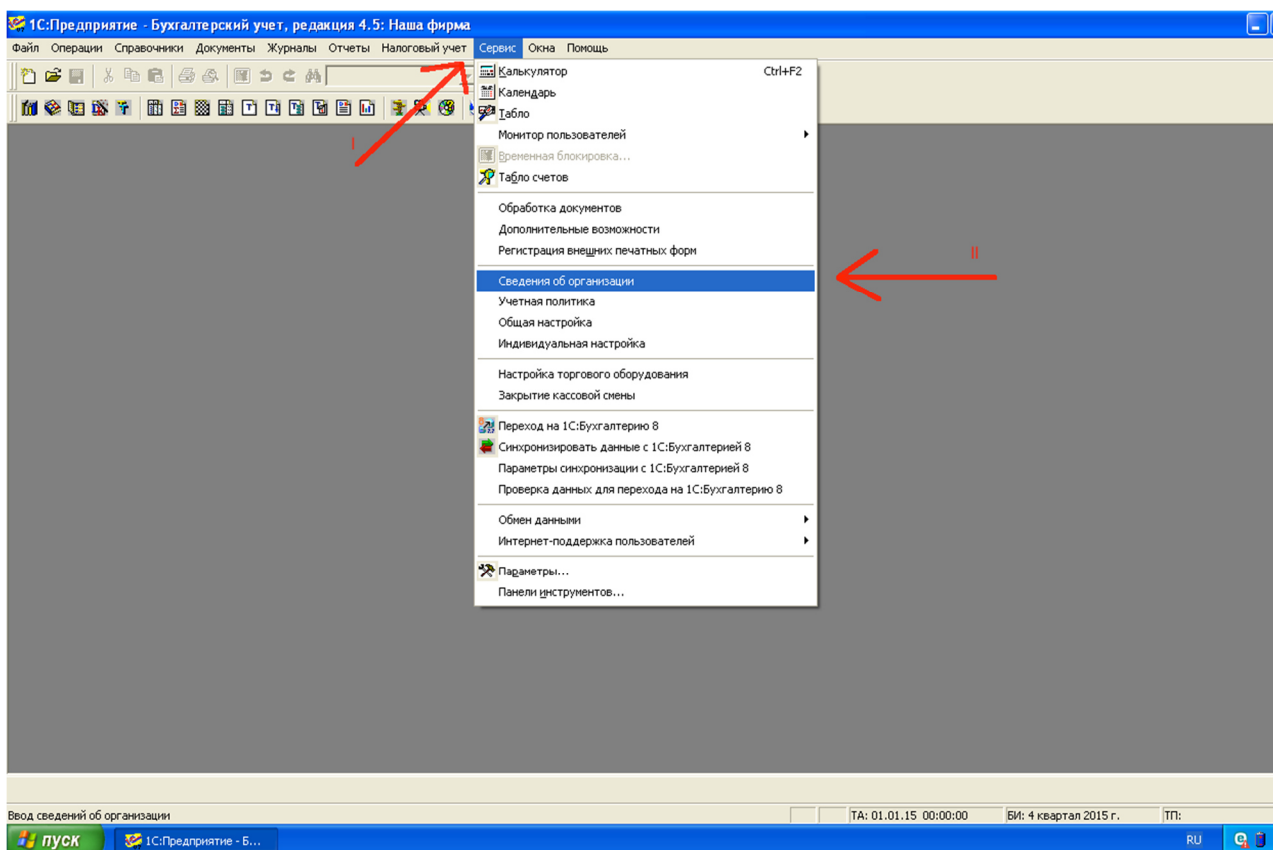 1С:Предприятие - Бухгалтерский учет, редакция 4.5: Наша фирма
Файл Операции Справочники Документы Журналы Отчеты Налоговый учет Сервис Окна Помощь
Калькулятор Ctrl+F2
Календарь
Табло
Монитор пользователей
Временная блокировка...
Табло счетов
I
Обработка документов
Дополнительные возможности
Регистрация внешних печатных форм
II
Сведения об организации
Учетная политика
Общая настройка
Индивидуальная настройка
Настройка торгового оборудования
Закрытие кассовой смены
Переход на 1С:Бухгалтерию 8
Синхронизировать данные с 1С:Бухгалтерией 8
Параметры синхронизации с 1С:Бухгалтерией 8
Проверка данных для перехода на 1С:Бухгалтерию 8
Обмен данными
Интернет-поддержка пользователей
Параметры...
Панели инструментов...
Ввод сведений об организации ТА: 01.01.15 00:00:00 БИ: 4 квартал 2015 г. ТП:
пуск 1С:Предприятие - Б... RU